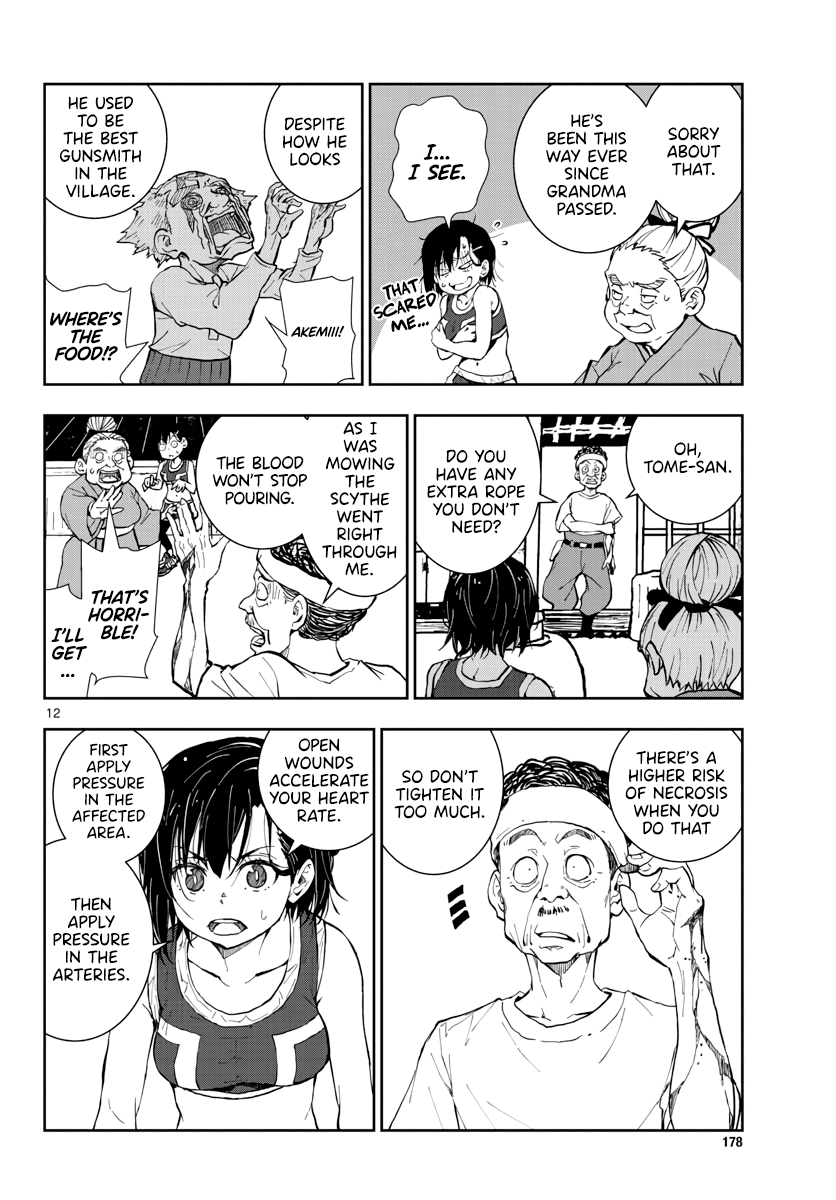 SORRY
ABOUT
THAT.
HE'S
BEEN THIS
WAY EVER
SINCE
GRANDMA
PASSED.
I...
I SEE.
THAT
SCARED
ME...
DESPITE
HOW HE
LOOKS
HE USED
TO BE
THE BEST
GUNSMITH
IN THE
VILLAGE.
AKEMIII!
WHERE'S
THE
FOOD!?
OH,
TOME-SAN.
DO YOU
HAVE ANY
EXTRA ROPE
YOU DON'T
NEED?
AS I
WAS
MOWING
THE
SCYTHE
WENT
RIGHT
THROUGH
ME.
THE BLOOD
WON'T STOP
POURING.
THAT'S
HORRI-
BLE!
I'LL
GET
...
12
THERE'S A
HIGHER RISK
OF NECROSIS
WHEN YOU
DO THAT
SO DON'T
TIGHTEN IT
TOO MUCH.
OPEN
WOUNDS
ACCELERATE
YOUR HEART
RATE.
FIRST
APPLY
PRESSURE
IN THE
AFFECTED
AREA.
THEN
APPLY
PRESSURE
IN THE
ARTERIES.
178